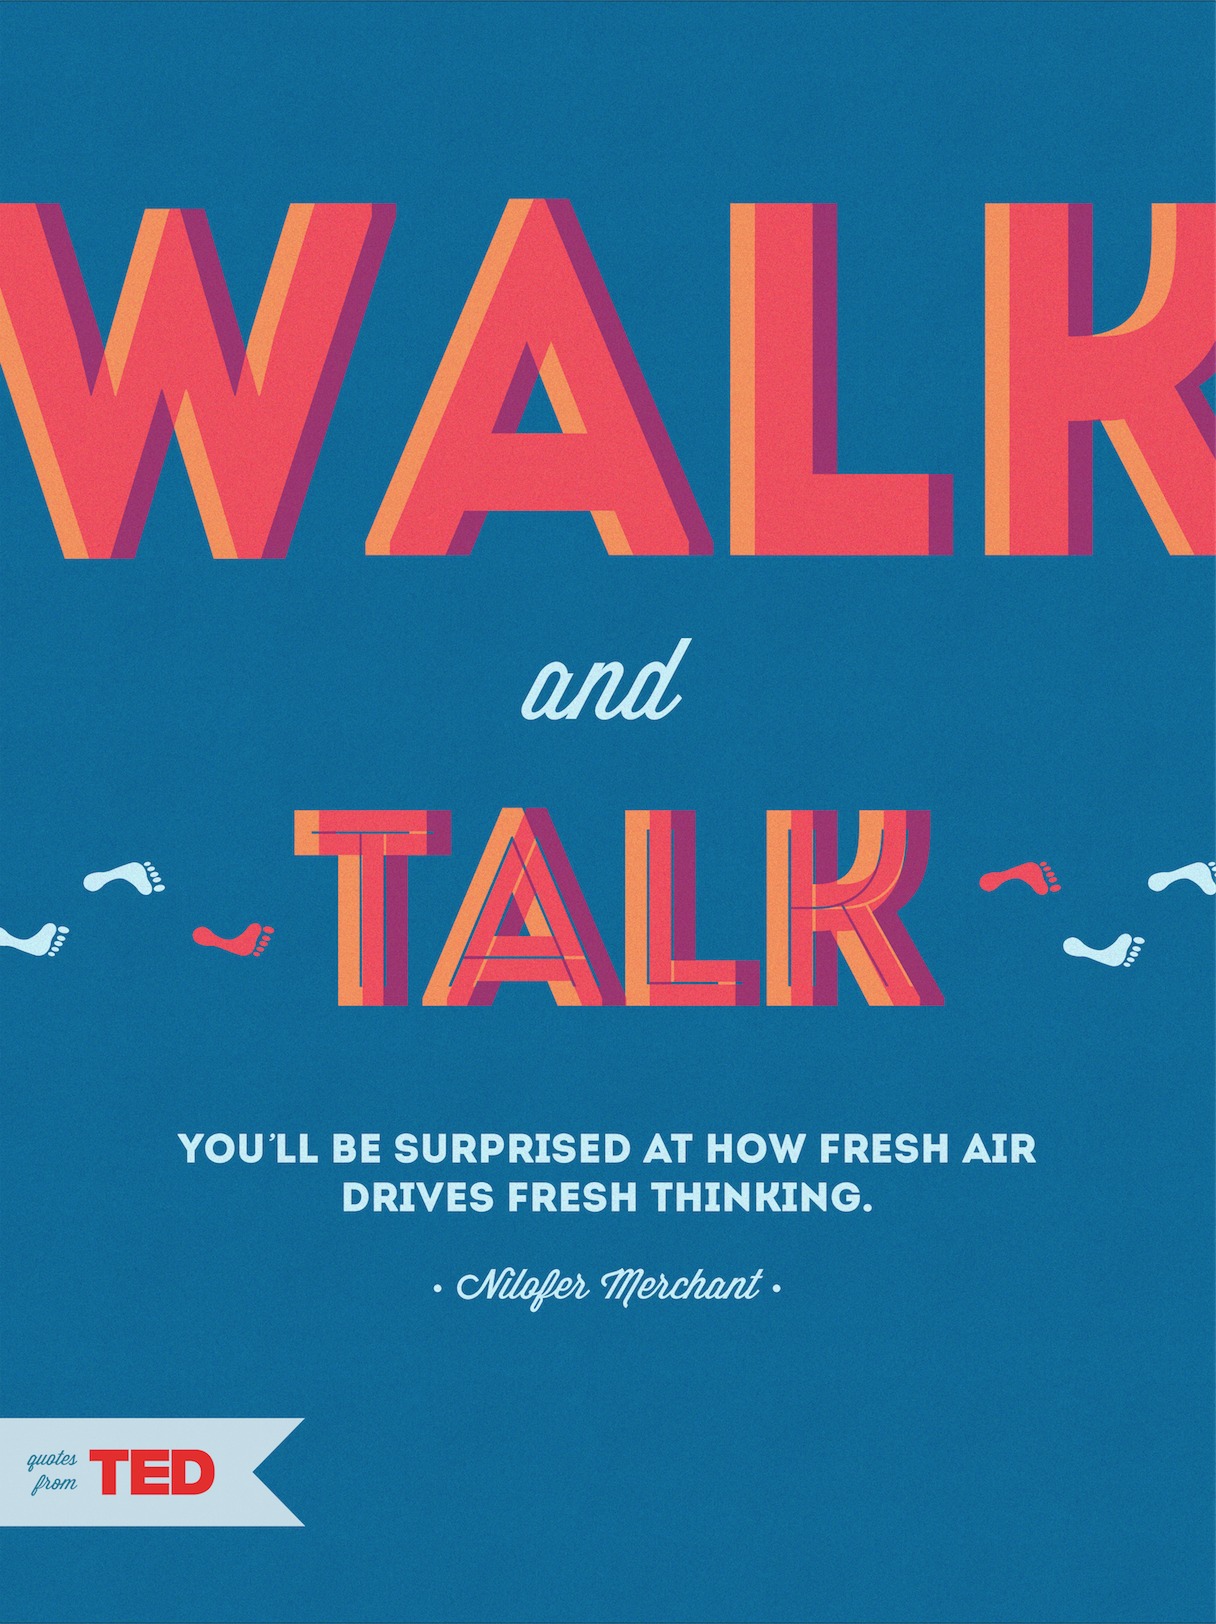 WALK
and
TALK
YOU'LL BE SURPRISED AT HOW FRESH AIR
DRIVES FRESH THINKING.
• Nilofer Merchant •
quotes
from
TED